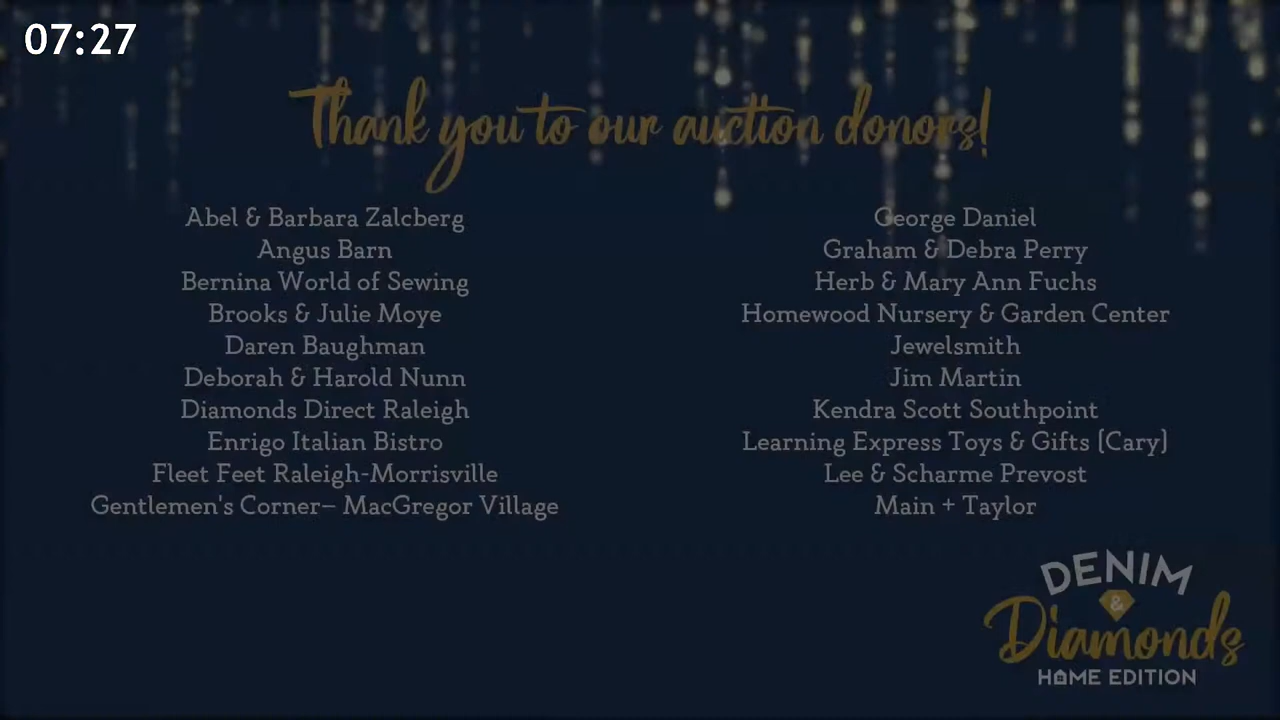 07:27
Thank you to our auction donors!
Abel & Barbara Zalcberg
Angus Barn
Bernina World of Sewing
Brooks & Julie Moye
Daren Baughman
Deborah & Harold Nunn
Diamonds Direct Raleigh
Enrigo Italian Bistro
Fleet Feet Raleigh-Morrisville
Gentlemen's Corner– MacGregor Village
George Daniel
Graham & Debra Perry
Herb & Mary Ann Fuchs
Homewood Nursery & Garden Center
Jewelsmith
Jim Martin
Kendra Scott Southpoint
Learning Express Toys & Gifts (Cary)
Lee & Scharme Prevost
Main + Taylor
DENIM
&
Diamonds
HOME EDITION